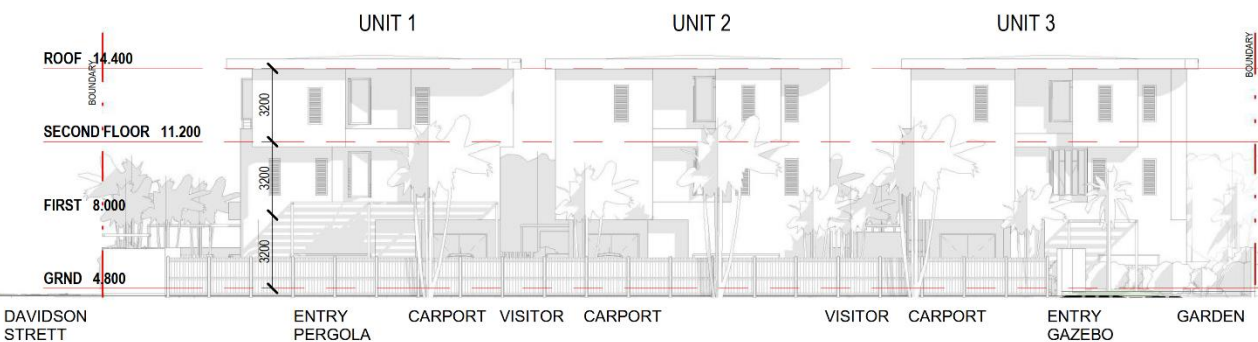 UNIT 1 UNIT 2 UNIT 3
ROOF 14.400
BOUNDARY
BOUNDARY
3200
SECOND FLOOR 11.200
3200
FIRST 8.000
3200
GRND 4.800
DAVIDSON STRETT
ENTRY PERGOLA
CARPORT
VISITOR
CARPORT
VISITOR
CARPORT
ENTRY GAZEBO
GARDEN